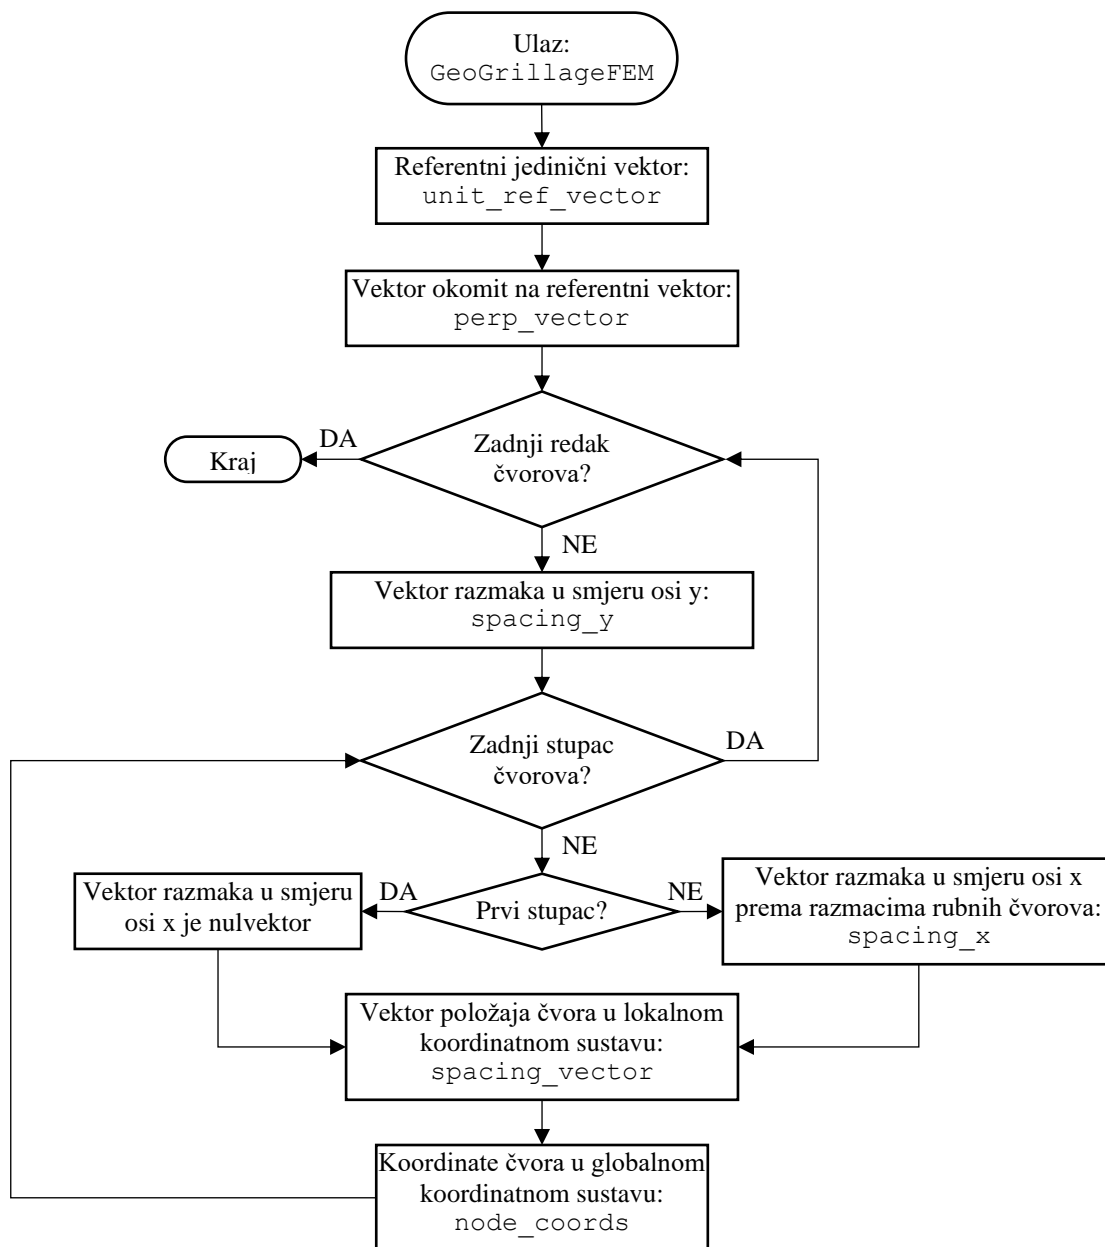 Ulaz:
GeoGrillageFEM
Referentni jedinični vektor:
unit_ref_vector
Vektor okomit na referentni vektor:
perp_vector
DA
Kraj
Zadnji redak
čvorova?
NE
Vektor razmaka u smjeru osi y:
spacing_y
Zadnji stupac
čvorova?
DA
NE
Vektor razmaka u smjeru
osi x je nulvektor
DA
Prvi stupac?
NE
Vektor razmaka u smjeru osi x
prema razmacima rubnih čvorova:
spacing_x
Vektor položaja čvora u lokalnom
koordinatnom sustavu:
spacing_vector
Koordinate čvora u globalnom
koordinatnom sustavu:
node_coords